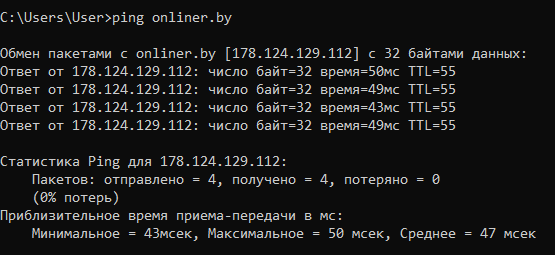 C:\Users\User>ping onliner.by
Обмен пакетами с onliner.by [178.124.129.112] с 32 байтами данных:
Ответ от 178.124.129.112: число байт=32 время=50мс TTL=55
Ответ от 178.124.129.112: число байт=32 время=49мс TTL=55
Ответ от 178.124.129.112: число байт=32 время=43мс TTL=55
Ответ от 178.124.129.112: число байт=32 время=49мс TTL=55
Статистика Ping для 178.124.129.112:
Пакетов: отправлено = 4, получено = 4, потеряно = 0
(0% потерь)
Приблизительное время приема-передачи в мс:
Минимальное = 43мсек, Максимальное = 50 мсек, Среднее = 47 мсек